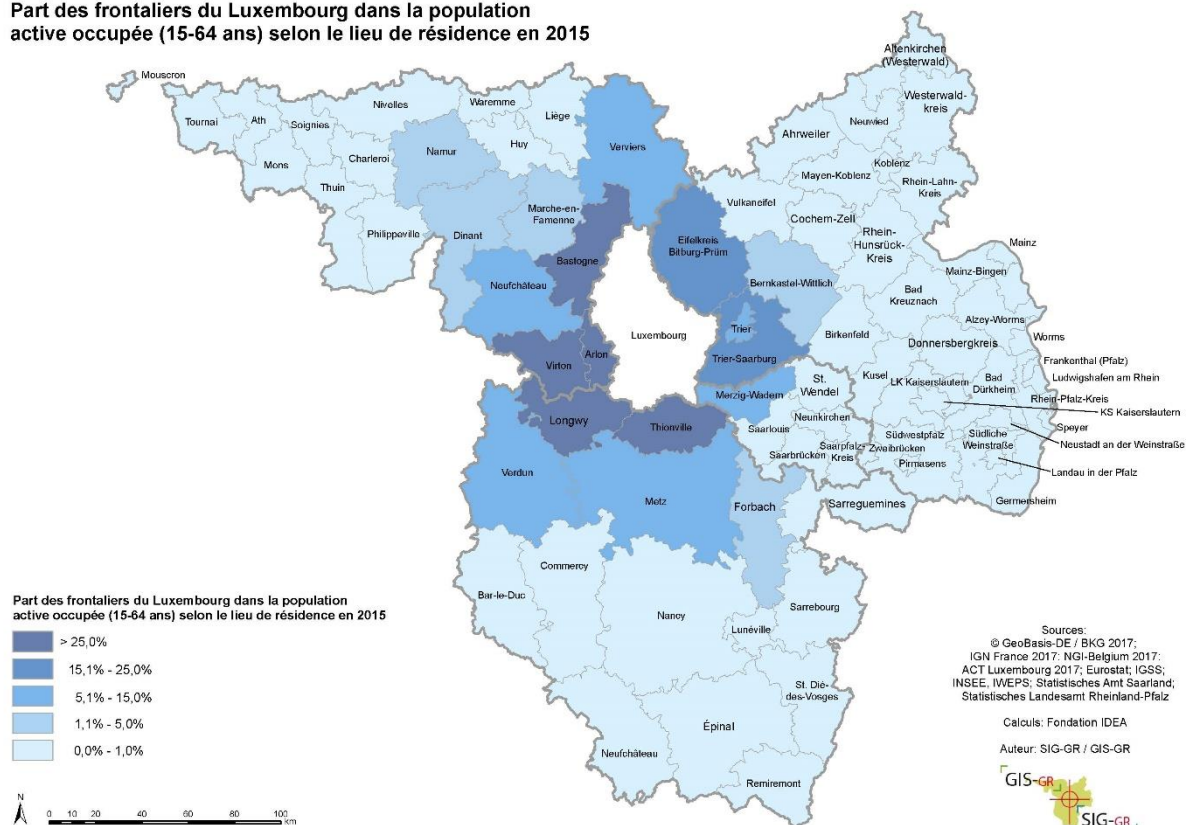 Part des frontaliers du Luxembourg dans la population
active occupée (15-64 ans) selon le lieu de résidence en 2015
Altenkirchen
(Westerwald)
Mouscron
Nivelles
Waremme
Westerwald-
kreis
Tournai
Ath
Soignies
Liège
Neuwied
Ahrweiler
Mons
Charleroi
Namur
Huy
Verviers
Koblenz
Mayen-Koblenz
Thuin
Rhein-Lahn-
Kreis
Vulkaneifel
Marche-en-
Famenne
Cochem-Zell
Philippeville
Dinant
Eifelkreis
Bitburg-Prüm
Rhein-
Hunsrück-
Kreis
Mainz
Bastogne
Mainz-Bingen
Neufchâteau
Bernkastel-Wittlich
Bad
Kreuznach
Alzey-Worms
Trier
Birkenfeld
Luxembourg
Worms
Donnersbergkreis
Arlon
Trier-Saarburg
Frankenthal (Pfalz)
Virton
Kusel
LK Kaiserslautern
Bad
Dürkheim
Ludwigshafen am Rhein
St.
Wendel
Merzig-Wadern
Rhein-Pfalz-Kreis
KS Kaiserslautern
Neunkirchen
Longwy
Thionville
Saarlouis
Speyer
Südwestpfalz
Südliche
Weinstraße
Neustadt an der Weinstraße
Saarbrücken
Saarpfalz-
Kreis
Zweibrücken
Pirmasens
Landau in der Pfalz
Verdun
Metz
Forbach
Sarreguemines
Germersheim
Commercy
Bar-le-Duc
Nancy
Sarrebourg
Lunéville
St. Dié-
des-Vosges
Épinal
Neufchâteau
Remiremont
Part des frontaliers du Luxembourg dans la population
active occupée (15-64 ans) selon le lieu de résidence en 2015
> 25,0%
15,1% - 25,0%
5,1% - 15,0%
1,1% - 5,0%
0,0% - 1,0%
N
0 10 20 40 60 80 100
km
Sources:
© GeoBasis-DE / BKG 2017;
IGN France 2017: NGI-Belgium 2017:
ACT Luxembourg 2017; Eurostat; IGSS;
INSEE, IWEPS; Statistisches Amt Saarland;
Statistisches Landesamt Rheinland-Pfalz
Calculs: Fondation IDEA
Auteur: SIG-GR / GIS-GR
GIS-GR
SIG-GR